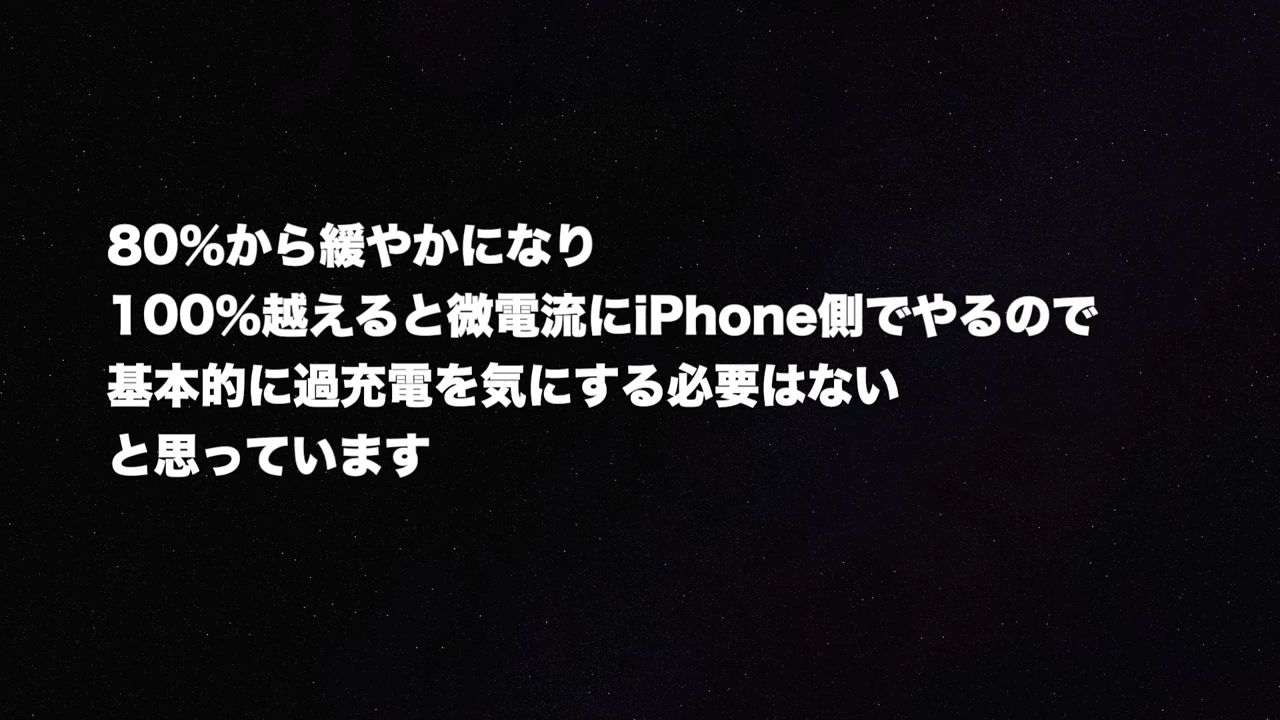 80%から緩やかになり
100%越えると微電流にiPhone側でやるので
基本的に過充電を気にする必要はない
と思っています